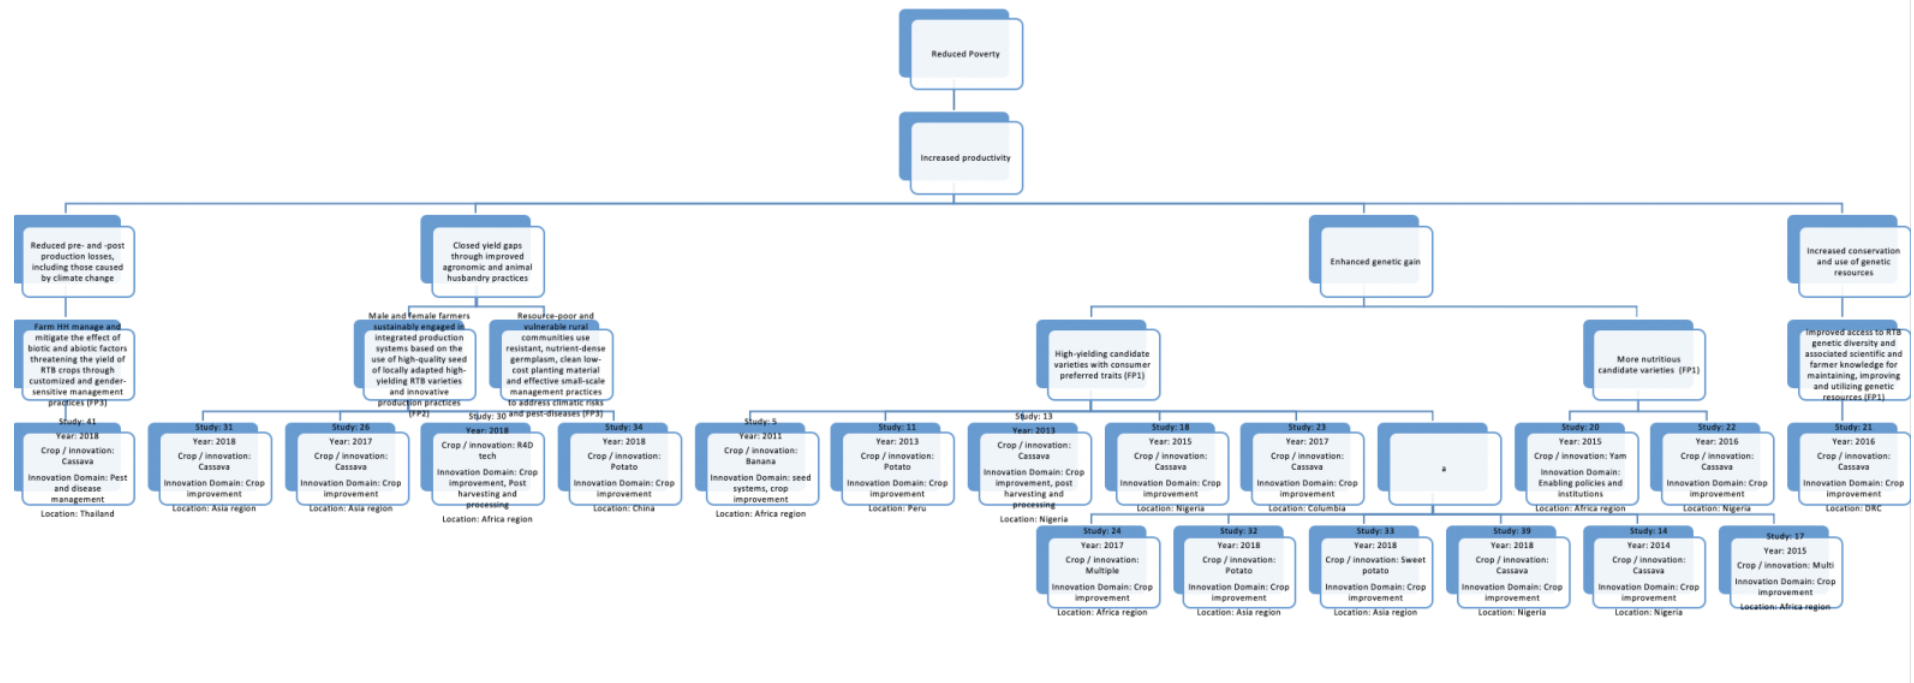 Reduced Poverty
Increased productivity
Reduced pre- and -post
production losses,
including those caused
by climate change
Closed yield gaps
through improved
agronomic and animal
husbandry practices
Enhanced genetic gain
Increased conservation
and use of genetic
resources
Farm HH manage and
mitigate the effect of
biotic and abiotic factors
threatening the yield of
RTB crops through
customized and gender-
sensitive management
practices (FP3)
Male and female farmers
sustainably engaged in
integrated production
systems based on the
use of high-quality seed
of locally adapted high-
yielding RTB varieties
and innovative
production practices
(FP2)
Resource-poor and
vulnerable rural
communities use
resistant, nutrient-dense
germplasm, clean low-
cost planting material
and effective small-scale
management practices
to address climatic risks
and pest-diseases (FP3)
High-yielding candidate
varieties with consumer
preferred traits (FP1)
More nutritious
candidate varieties (FP1)
Improved access to RTB
genetic diversity and
associated scientific and
farmer knowledge for
maintaining, improving
and utilizing genetic
resources (FP1)
Study: 41
Year: 2018
Crop / innovation:
Cassava
Innovation Domain: Pest
and disease
management
Location: Thailand
Study: 31
Year: 2018
Crop / innovation:
Cassava
Innovation Domain: Crop
improvement
Location: Asia region
Study: 26
Year: 2017
Crop / innovation:
Cassava
Innovation Domain: Crop
improvement
Location: Asia region
Study: 30
Year: 2018
Crop / innovation: R4D
tech
Innovation Domain: Crop
improvement, Post
harvesting and
processing
Location: Africa region
Study: 34
Year: 2018
Crop / innovation:
Potato
Innovation Domain: Crop
improvement
Location: China
Study: 5
Year: 2011
Crop / innovation:
Banana
Innovation Domain: seed
systems, crop
improvement
Location: Africa region
Study: 11
Year: 2013
Crop / innovation:
Potato
Innovation Domain: Crop
improvement
Location: Peru
Study: 13
Year: 2013
Crop / innovation:
Cassava
Innovation Domain: Crop
improvement, post
harvesting and
processing
Location: Nigeria
Study: 18
Year: 2015
Crop / innovation:
Cassava
Innovation Domain: Crop
improvement
Location: Nigeria
Study: 23
Year: 2017
Crop / innovation:
Cassava
Innovation Domain: Crop
improvement
Location: Columbia
a
Study: 20
Year: 2015
Crop / innovation: Yam
Innovation Domain:
Enabling policies and
institutions
Location: Africa region
Study: 22
Year: 2016
Crop / innovation:
Cassava
Innovation Domain: Crop
improvement
Location: Nigeria
Study: 21
Year: 2016
Crop / innovation:
Cassava
Innovation Domain: Crop
improvement
Location: DRC
Study: 24
Year: 2017
Crop / innovation:
Multiple
Innovation Domain: Crop
improvement
Location: Africa region
Study: 32
Year: 2018
Crop / innovation:
Potato
Innovation Domain: Crop
improvement
Location: Asia region
Study: 33
Year: 2018
Crop / innovation: Sweet
potato
Innovation Domain: Crop
improvement
Location: Asia region
Study: 39
Year: 2018
Crop / innovation:
Cassava
Innovation Domain: Crop
improvement
Location: Nigeria
Study: 14
Year: 2014
Crop / innovation:
Cassava
Innovation Domain: Crop
improvement
Location: Nigeria
Study: 17
Year: 2015
Crop / innovation: Multi
Innovation Domain: Crop
improvement
Location: Africa region